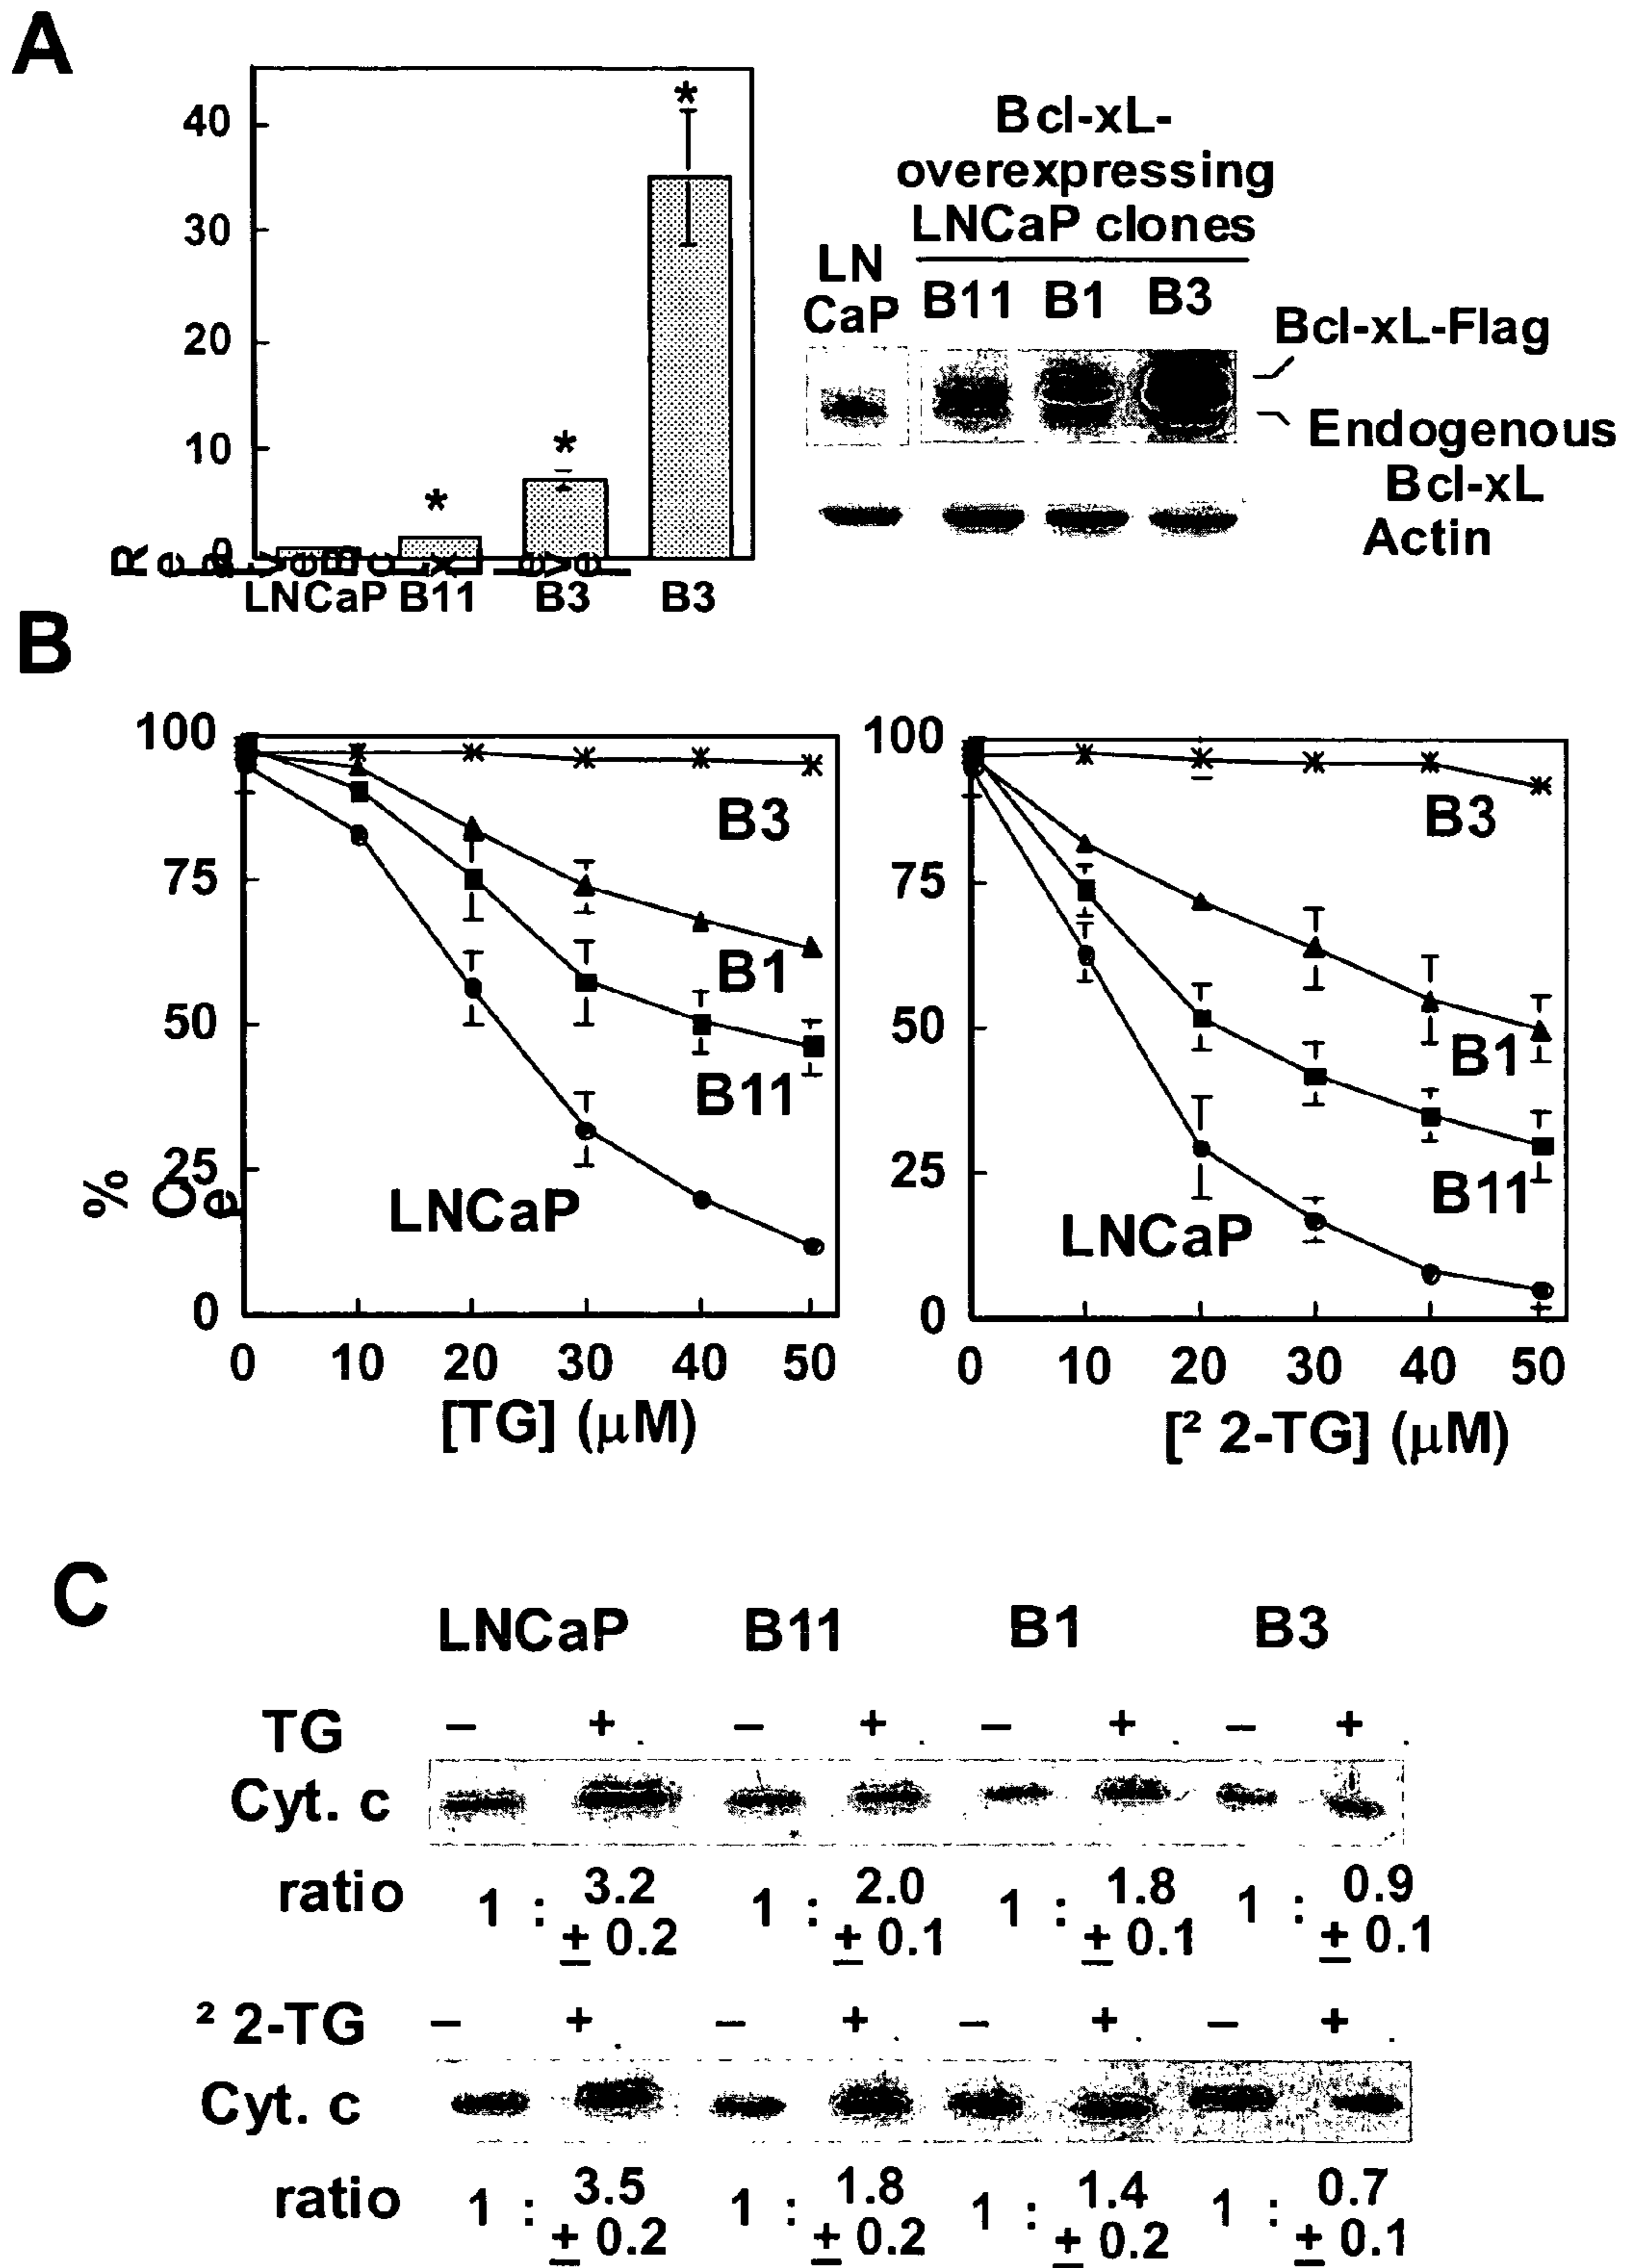 A
40
30
20
10
0
LNCaP B11 B3 B3
Bcl-xL-
overexpressing
LNCaP clones
LN
CaP
B11 B1 B3
Bcl-xL-Flag
Endogenous
Bcl-xL
Actin
B
100
75
50
25
0
%
B3
B1
B11
LNCaP
0 10 20 30 40 50
[TG] (μM)
100
75
50
25
0
B3
B1
B11
LNCaP
0 10 20 30 40 50
[² 2-TG] (μM)
C
LNCaP B11 B1 B3
TG – + – + – + – +
Cyt. c
ratio 1 : 3.2 ± 0.2 1 : 2.0 ± 0.1 1 : 1.8 ± 0.1 1 : 0.9 ± 0.1
² 2-TG – + – + – + – +
Cyt. c
ratio 1 : 3.5 ± 0.2 1 : 1.8 ± 0.2 1 : 1.4 ± 0.2 1 : 0.7 ± 0.1